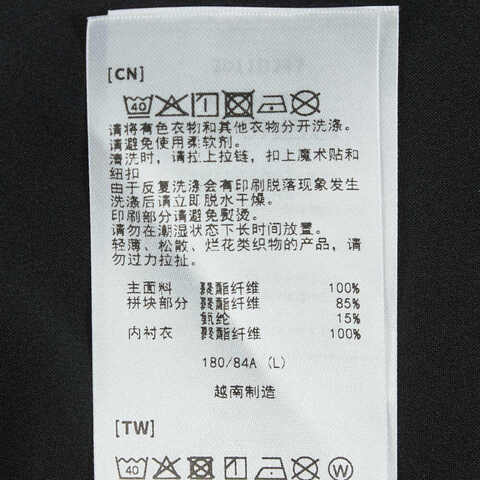 [CN]
40
请将有色衣物和其他衣物分开洗涤。
请避免使用柔软剂。
清洗时，请拉上拉链，扣上魔术贴和
纽扣
由于反复洗涤会有印刷脱落现象发生
洗涤后请立即脱水干燥。
印刷部分请避免熨烫。
请勿在潮湿状态下长时间放置。
轻薄、松散、烂花类织物的产品，请
勿过力拉扯。
主面料 聚酯纤维 100%
拼块部分 聚酯纤维 85%
氨纶 15%
内衬衣 聚酯纤维 100%
180/84A (L)
越南制造
[TW]
40 W